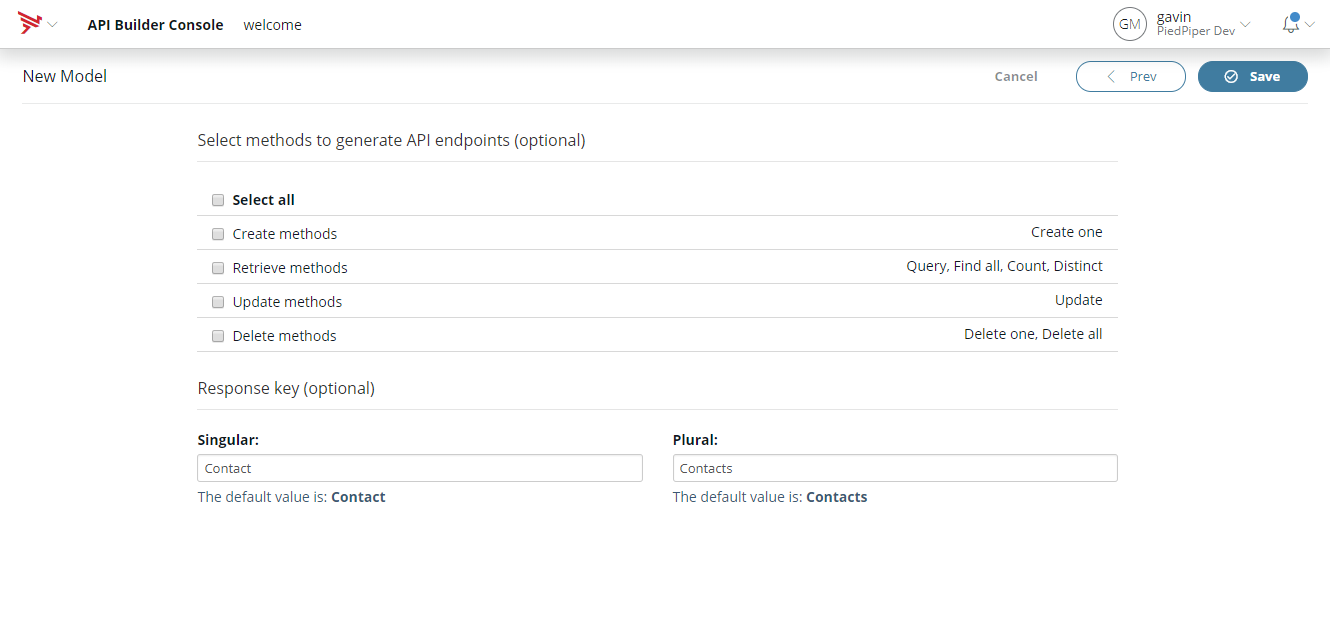 API Builder Console welcome GM gavin
PiedPiper Dev
New Model Cancel Prev Save
Select methods to generate API endpoints (optional)
Select all
Create methods Create one
Retrieve methods Query, Find all, Count, Distinct
Update methods Update
Delete methods Delete one, Delete all
Response key (optional)
Singular: Plural:
Contact Contacts
The default value is: Contact The default value is: Contacts